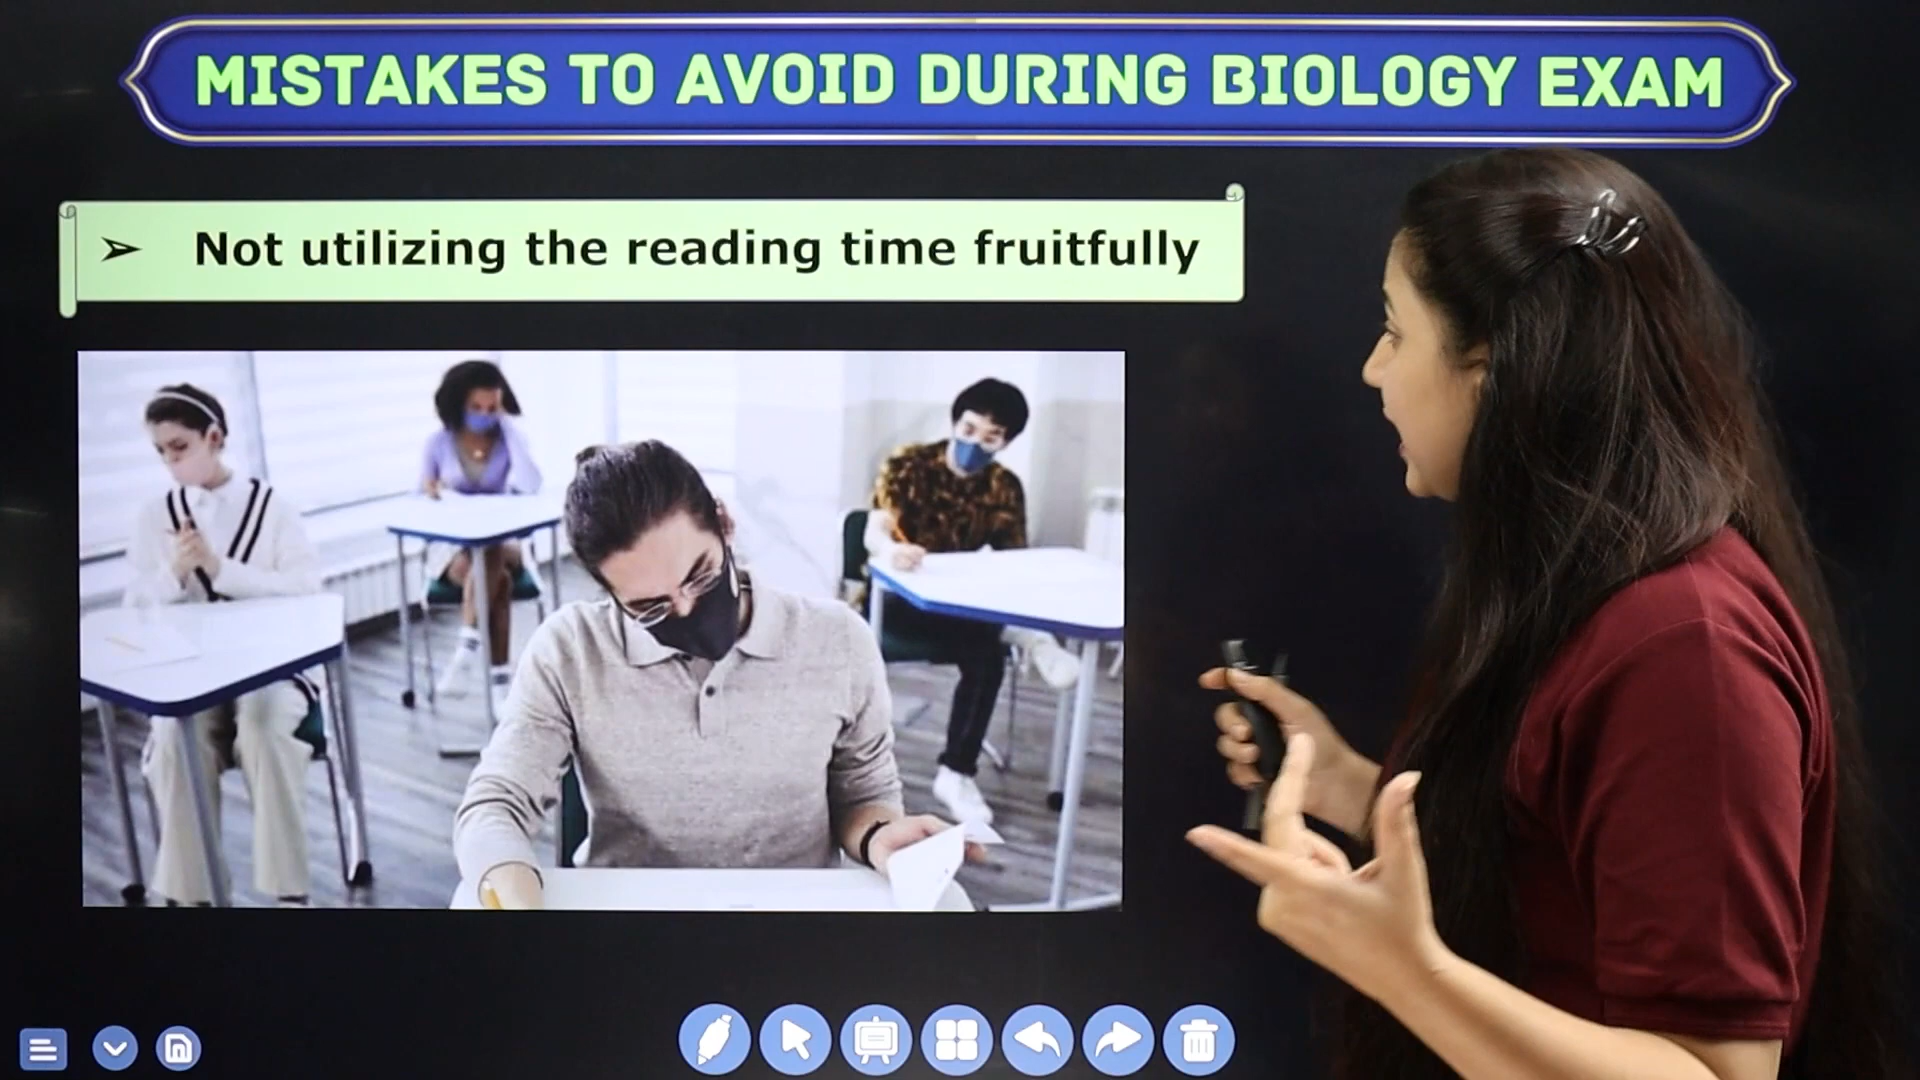 MISTAKES TO AVOID DURING BIOLOGY EXAM
➢ Not utilizing the reading time fruitfully